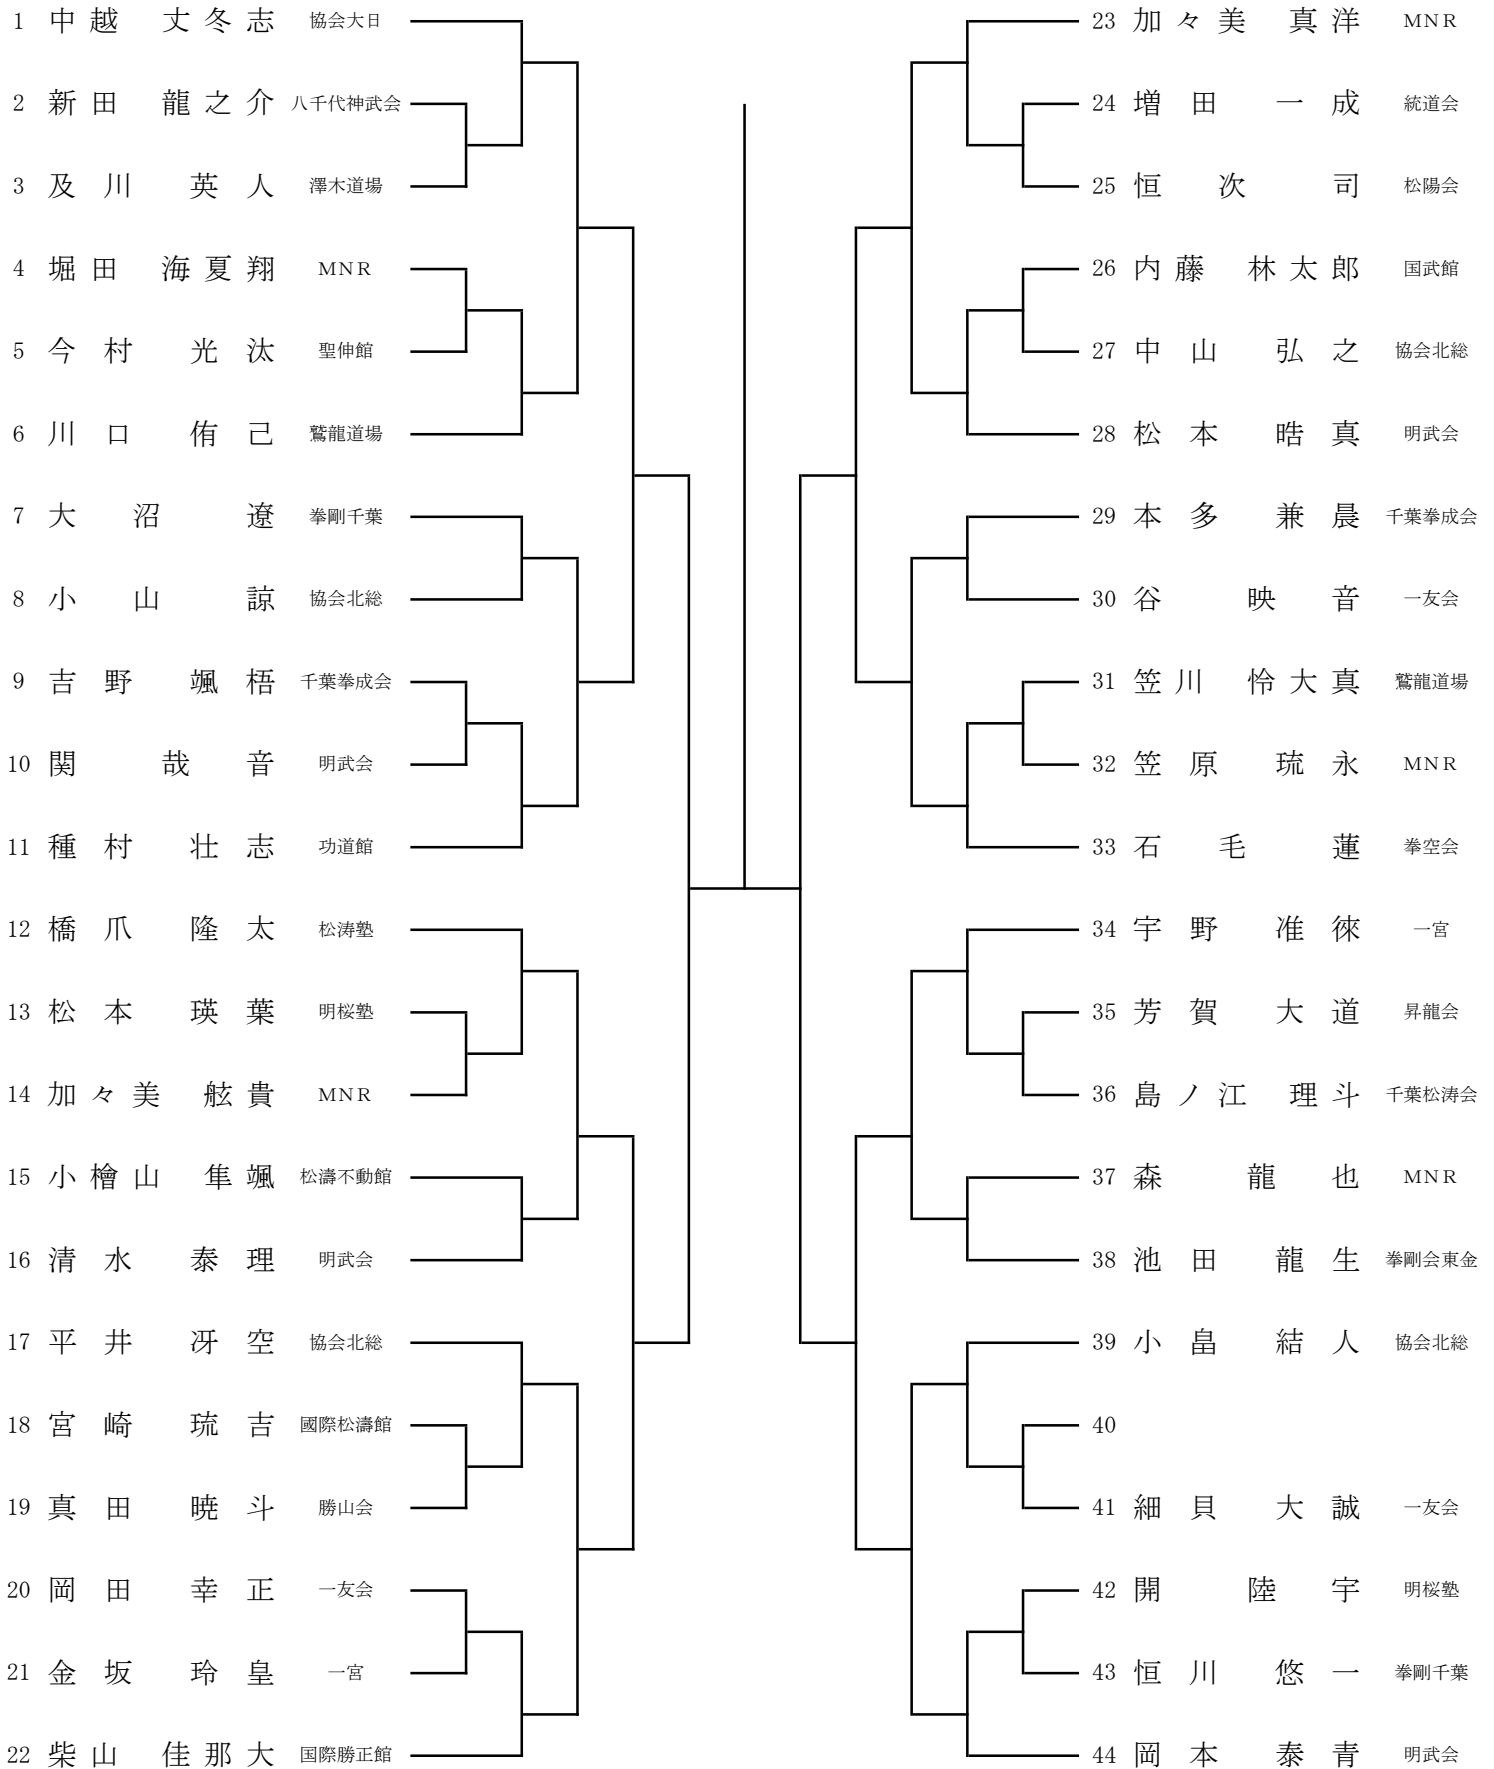 1 中越 丈冬志 協会大日
2 新田 龍之介 八千代神武会
3 及川 英人 澤木道場
4 堀田 海夏翔 MNR
5 今村 光汰 聖伸館
6 川口 侑己 鷲龍道場
7 大沼 遼 拳剛千葉
8 小山 諒 協会北総
9 吉野 颯梧 千葉拳成会
10 関 哉音 明武会
11 種村 壮志 功道館
12 橋爪 隆太 松涛塾
13 松本 瑛葉 明桜塾
14 加々美 舷貴 MNR
15 小檜山 隼颯 松濤不動館
16 清水 泰理 明武会
17 平井 冴空 協会北総
18 宮崎 琉吉 國際松濤館
19 真田 暁斗 勝山会
20 岡田 幸正 一友会
21 金坂 玲皇 一宮
22 柴山 佳那大 国際勝正館
23 加々美 真洋 MNR
24 増田 一成 統道会
25 恒次 司 松陽会
26 内藤 林太郎 国武館
27 中山 弘之 協会北総
28 松本 晧真 明武会
29 本多 兼晨 千葉拳成会
30 谷 映音 一友会
31 笠川 怜大真 鷲龍道場
32 笠原 琉永 MNR
33 石毛 蓮 拳空会
34 宇野 准徠 一宮
35 芳賀 大道 昇龍会
36 島ノ江 理斗 千葉松涛会
37 森 龍也 MNR
38 池田 龍生 拳剛会東金
39 小畠 結人 協会北総
40
41 細貝 大誠 一友会
42 開 陸宇 明桜塾
43 恒川 悠一 拳剛千葉
44 岡本 泰青 明武会